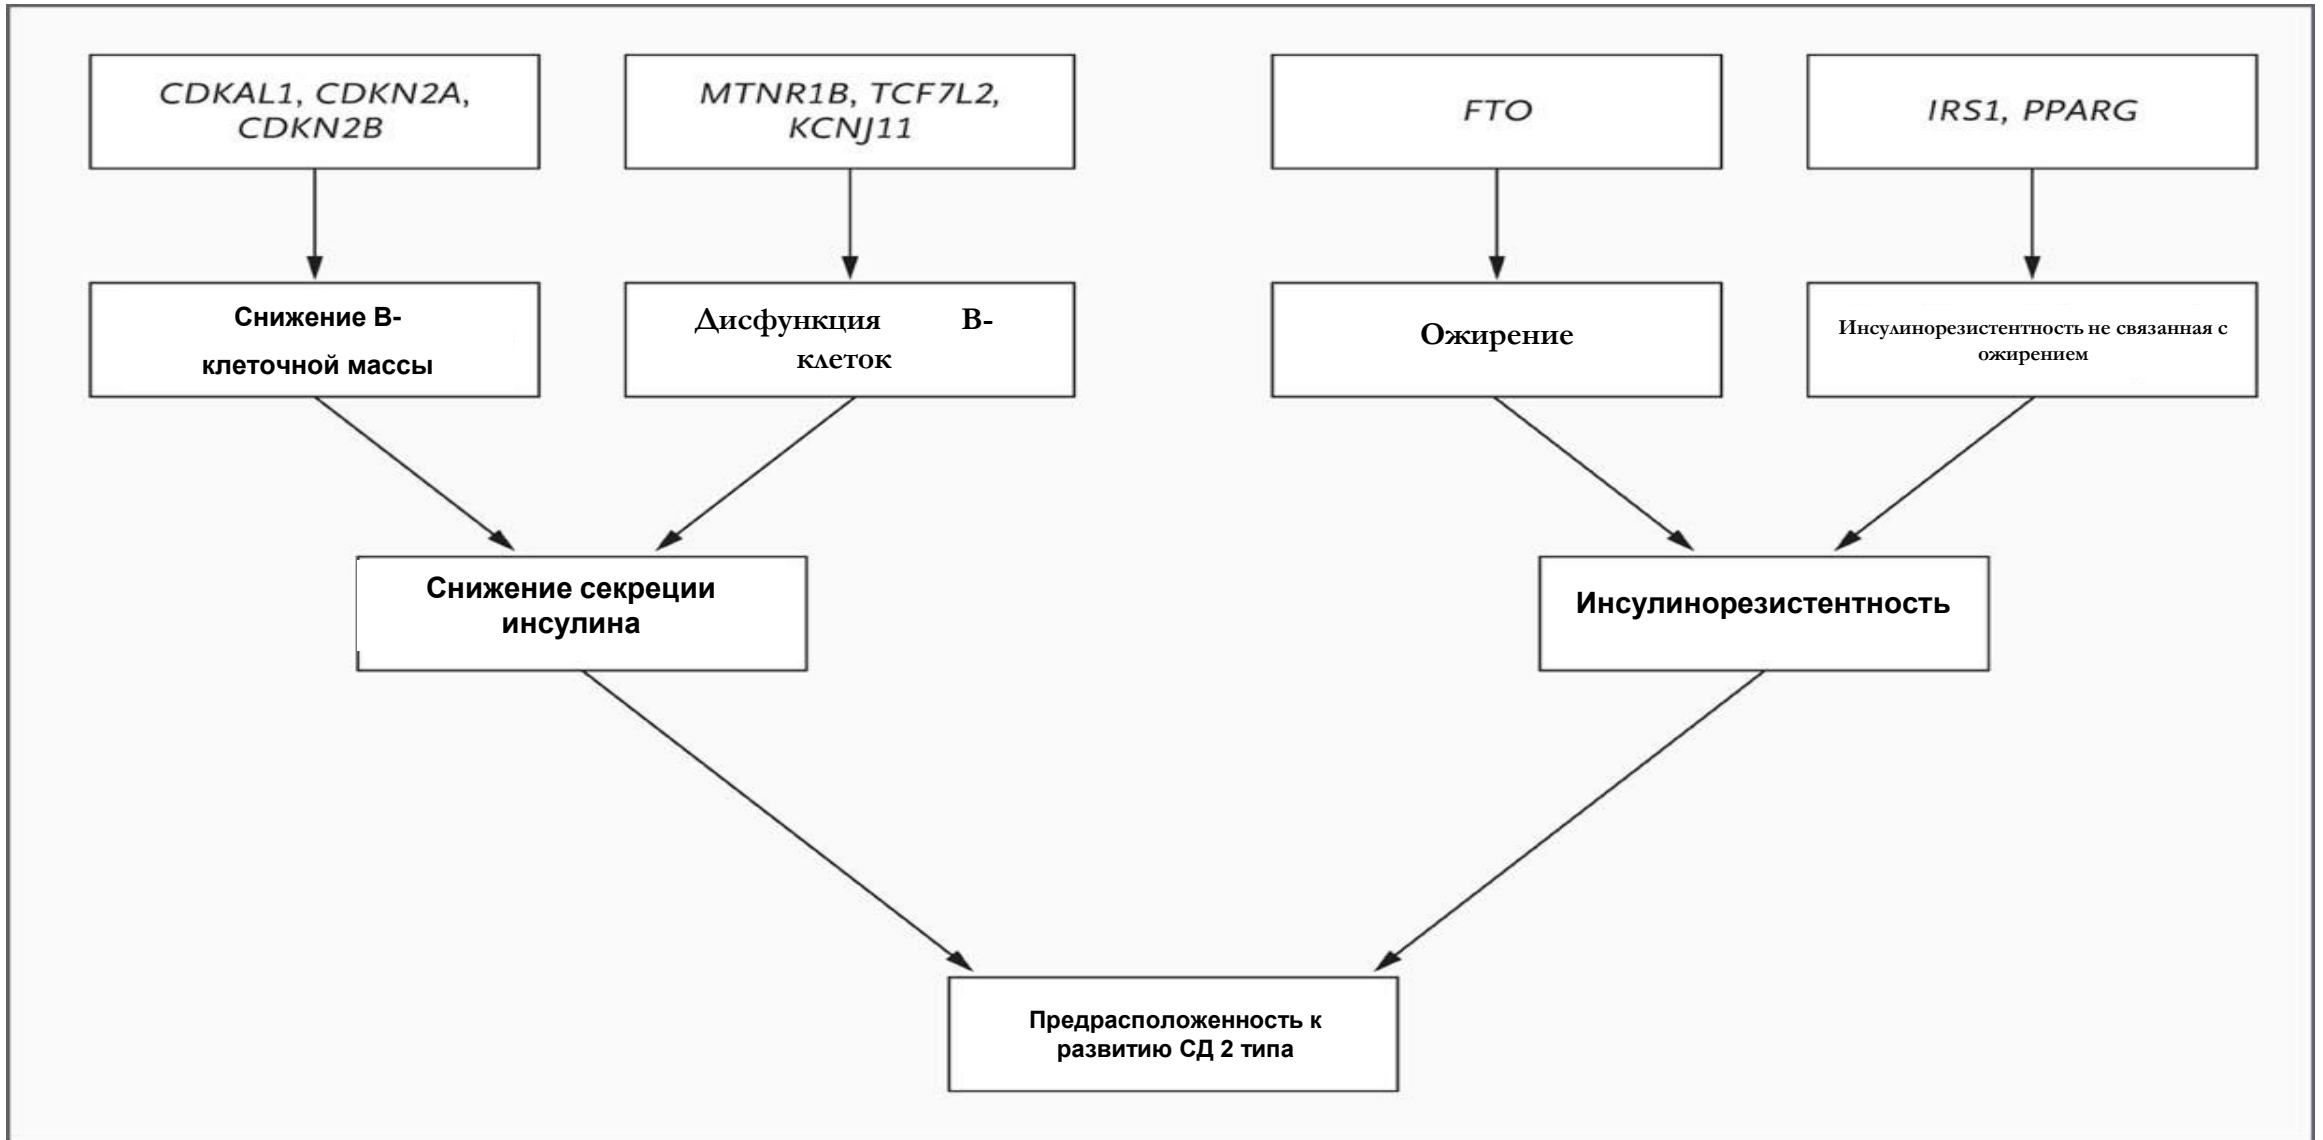 CDKAL1, CDKN2A,
CDKN2B
MTNR1B, TCF7L2,
KCNJ11
FTO
IRS1, PPARG
Снижение В-
клеточной массы
Дисфункция В-
клеток
Ожирение
Инсулинорезистентность не связанная с
ожирением
Снижение секреции
инсулина
Инсулинорезистентность
Предрасположенность к
развитию СД 2 типа